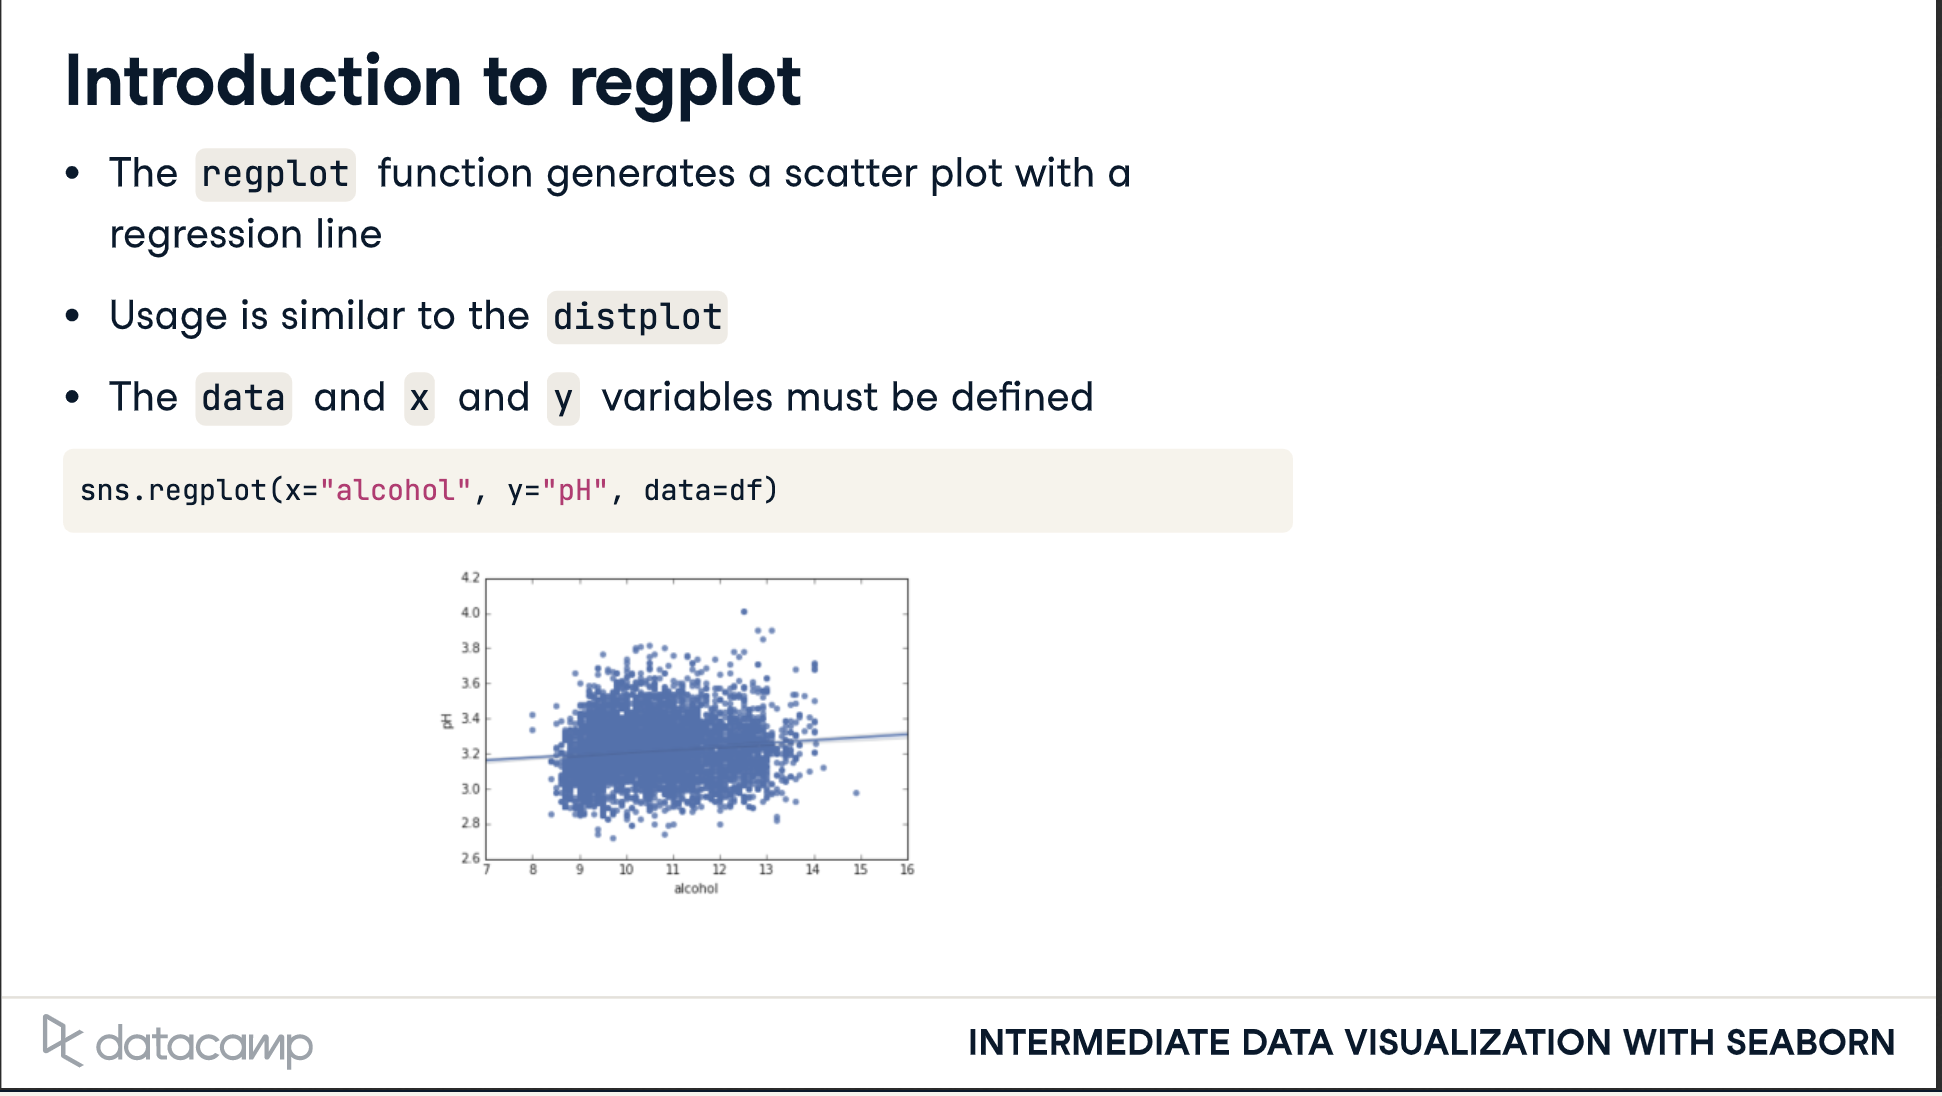 Introduction to regplot
• The regplot function generates a scatter plot with a
regression line
• Usage is similar to the distplot
• The data and x and y variables must be defined
sns.regplot(x="alcohol", y="pH", data=df)
4.2
4.0
3.8
3.6
3.4
3.2
3.0
2.8
2.6
pH
7 8 9 10 11 12 13 14 15 16
alcohol
datacamp
INTERMEDIATE DATA VISUALIZATION WITH SEABORN